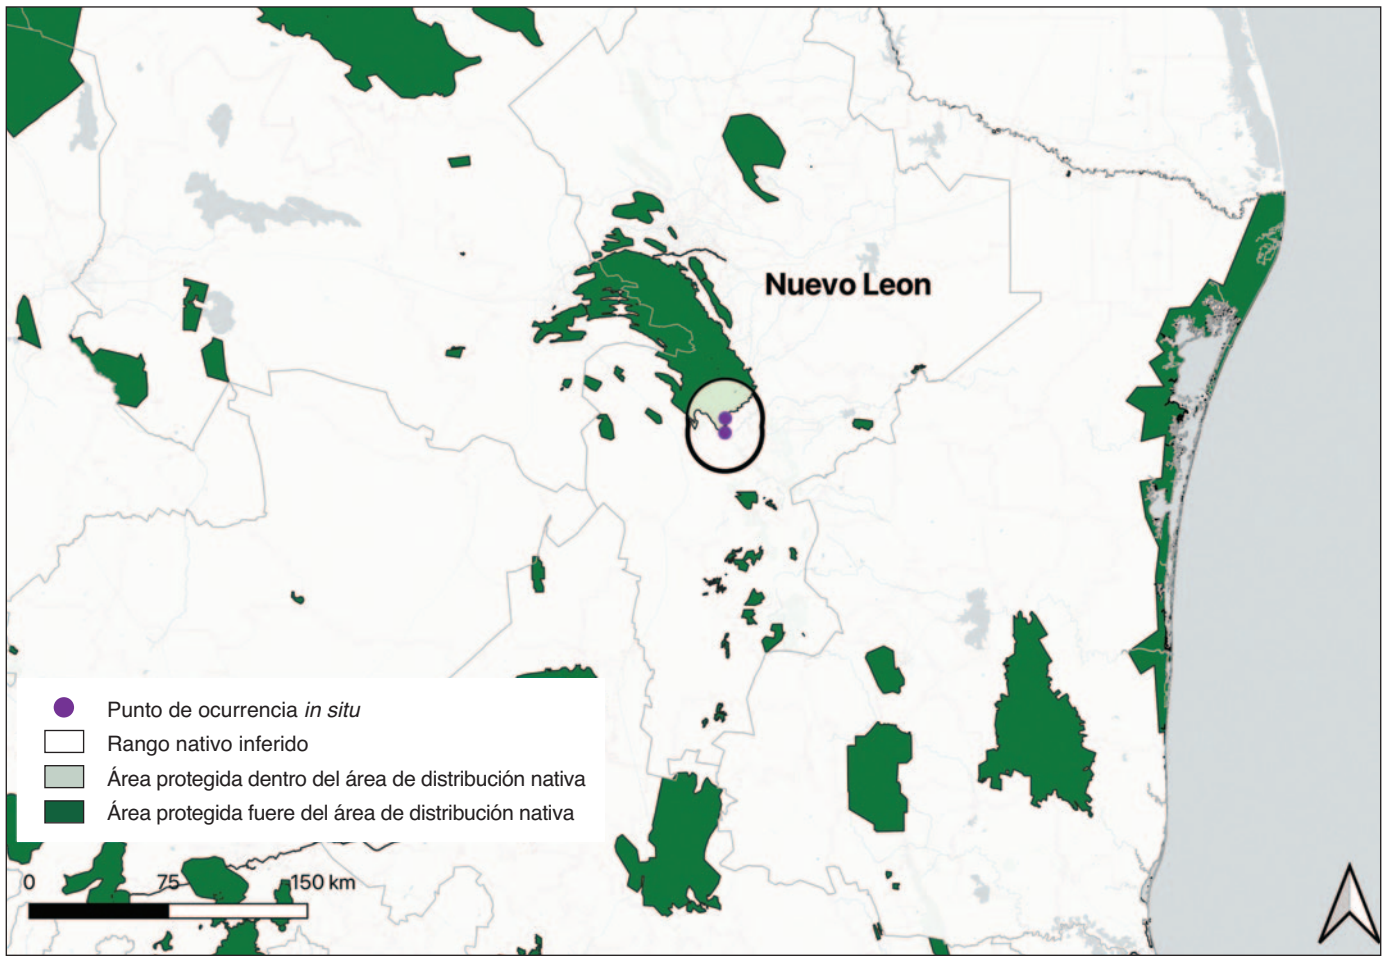 Nuevo Leon
Punto de ocurrencia in situ
Rango nativo inferido
Área protegida dentro del área de distribución nativa
Área protegida fuere del área de distribución nativa
0 75 150 km